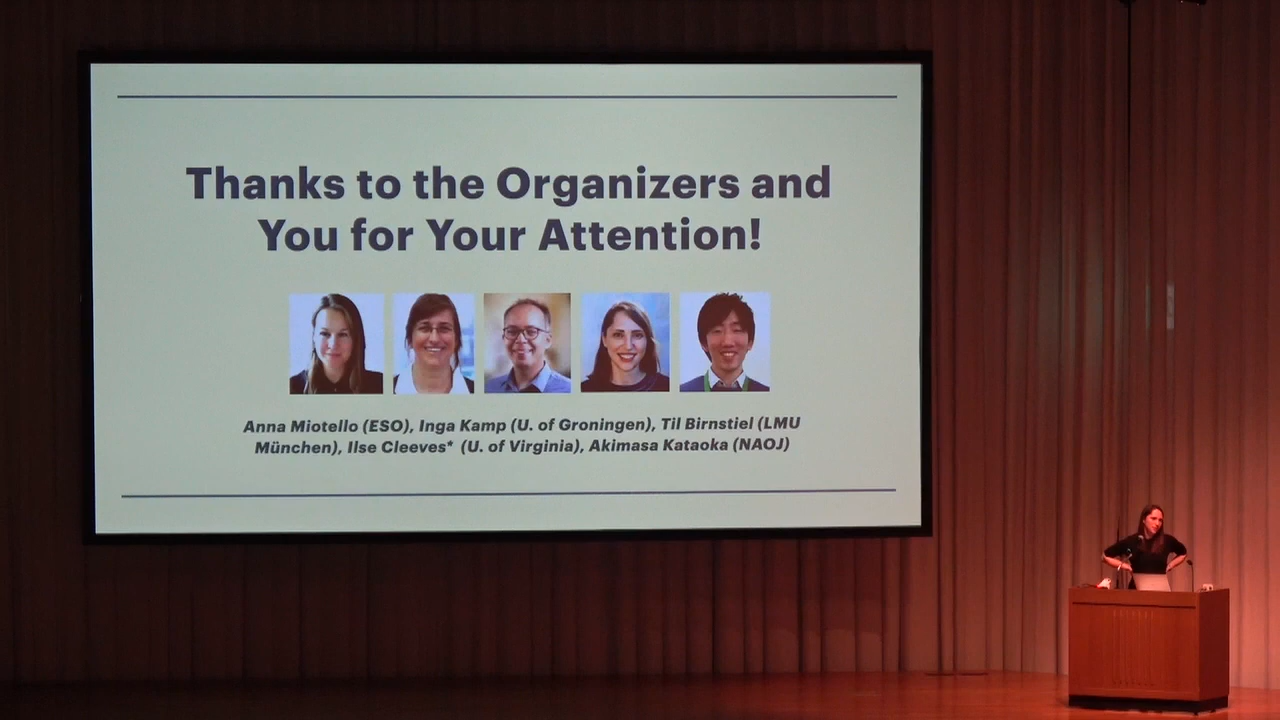 Thanks to the Organizers and
You for Your Attention!
Anna Miotello (ESO), Inga Kamp (U. of Groningen), Til Birnstiel (LMU
München), Ilse Cleeves* (U. of Virginia), Akimasa Kataoka (NAOJ)